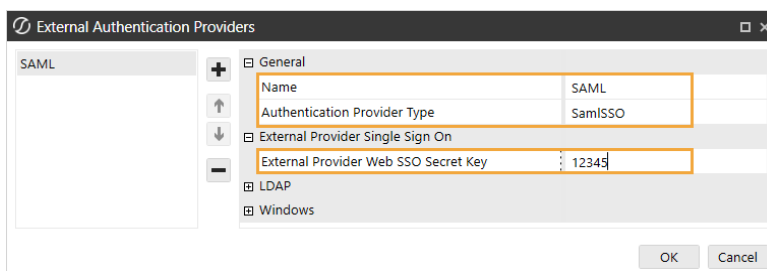 External Authentication Providers
SAML
General
Name SAML
Authentication Provider Type SamlSSO
External Provider Single Sign On
External Provider Web SSO Secret Key 12345
LDAP
Windows
OK Cancel